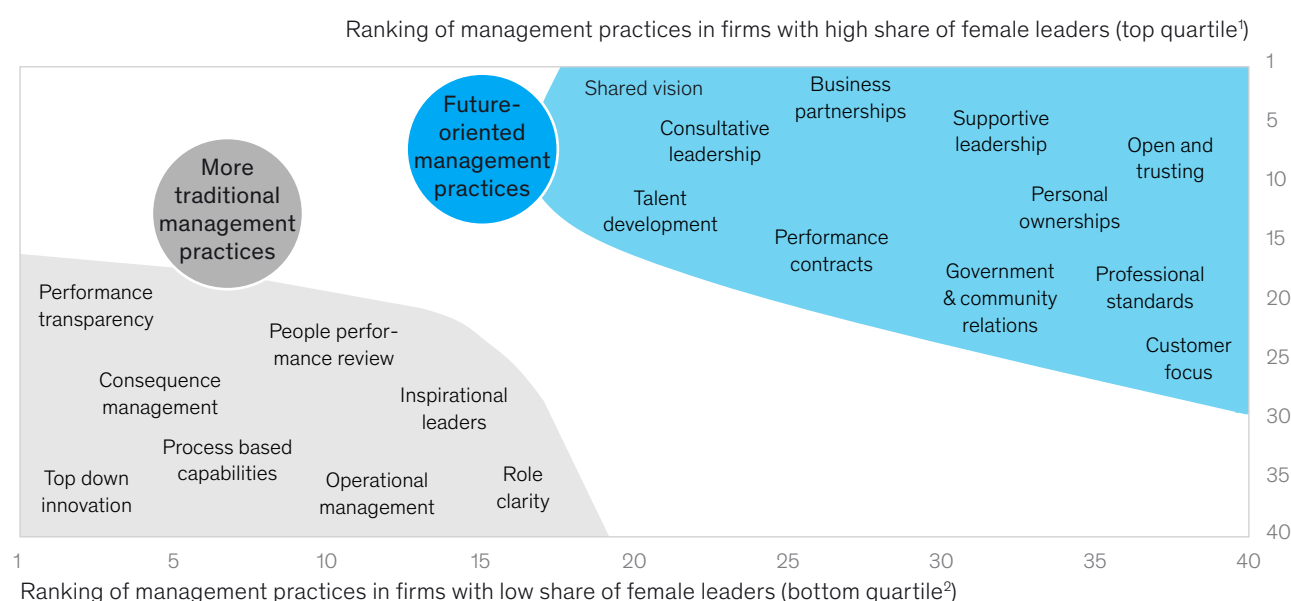 Ranking of management practices in firms with high share of female leaders (top quartile¹)
Future-
oriented
management
practices
More
traditional
management
practices
Shared vision
Business
partnerships
Consultative
leadership
Supportive
leadership
Open and
trusting
Talent
development
Personal
ownerships
Performance
contracts
Government
& community
relations
Professional
standards
Customer
focus
Performance
transparency
People perfor-
mance review
Consequence
management
Inspirational
leaders
Process based
capabilities
Top down
innovation
Operational
management
Role
clarity
1
5
10
15
20
25
30
35
40
1 5 10 15 20 25 30 35 40
Ranking of management practices in firms with low share of female leaders (bottom quartile²)